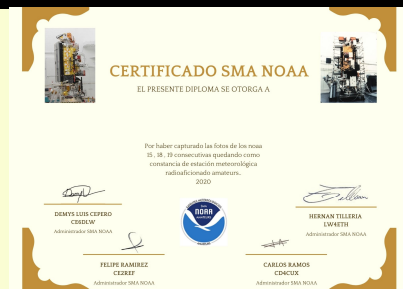 CERTIFICADO SMA NOAA
EL PRESENTE DIPLOMA SE OTORGA A
Por haber capturado las fotos de los noaa
15 , 18 , 19 consecutivas quedando como
constancia de estación meteorológica
radioaficionado amateurs..
2020
DEMYS LUIS CEPERO
CE6DLW
Administrador SMA NOAA
NOAA
HERNAN TILLERIA
LW4ETH
Administrador SMA NOAA
FELIPE RAMIREZ
CE2REF
Administrador SMA NOAA
CARLOS RAMOS
CD4CUX
Administrador SMA NOAA